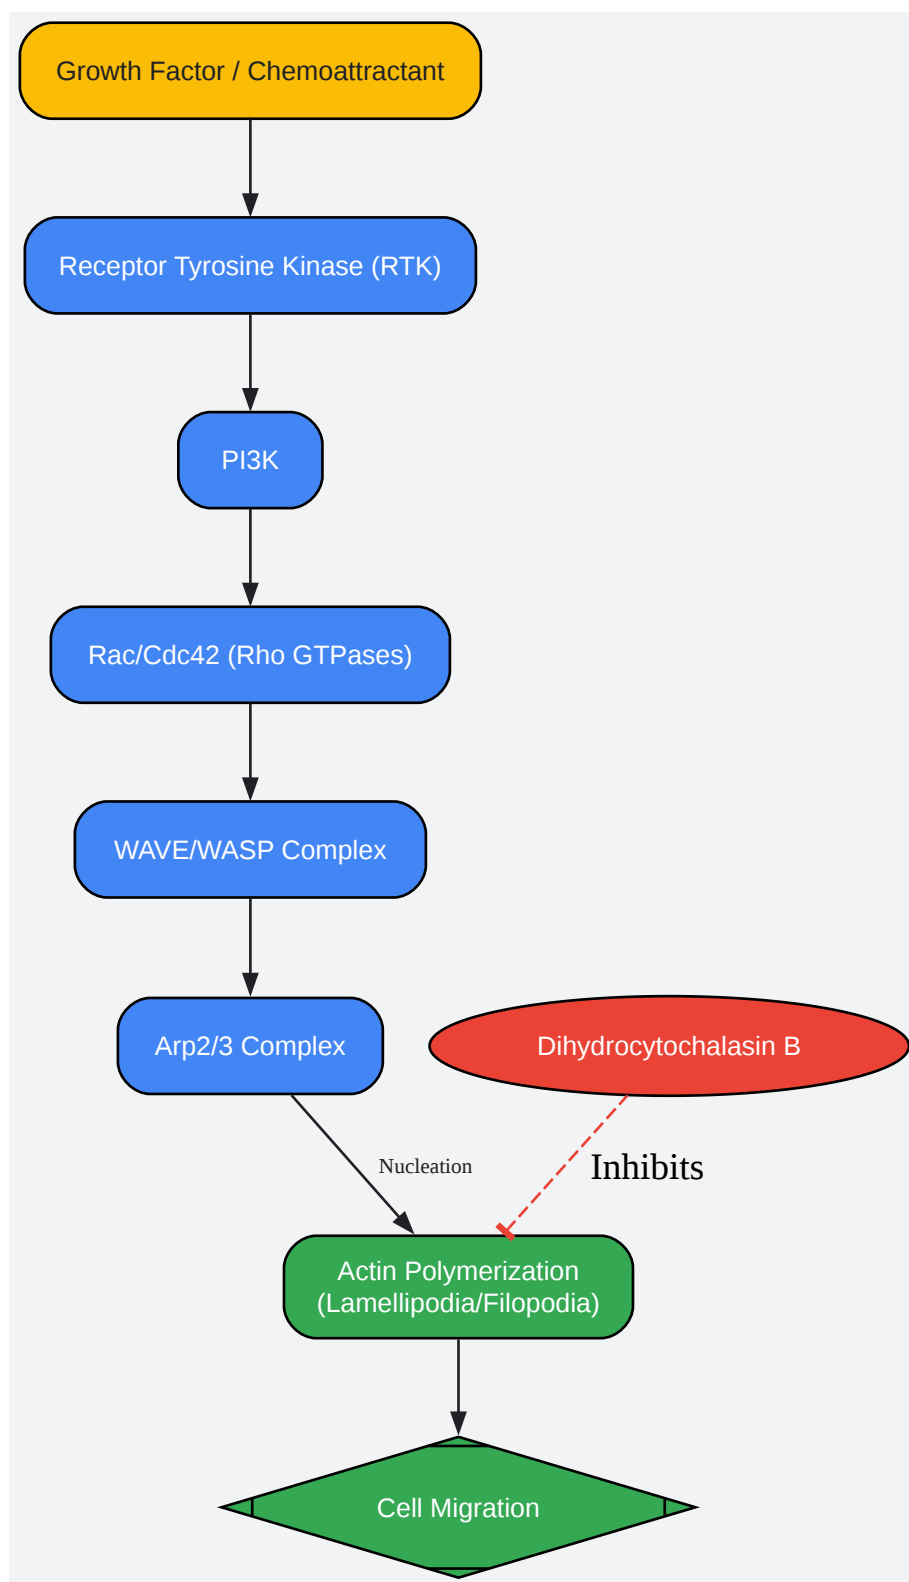 Growth Factor / Chemoattractant
Receptor Tyrosine Kinase (RTK)
PI3K
Rac/Cdc42 (Rho GTPases)
WAVE/WASP Complex
Arp2/3 Complex
Dihydrocytochalasin B
Nucleation
Inhibits
Actin Polymerization
(Lamellipodia/Filopodia)
Cell Migration